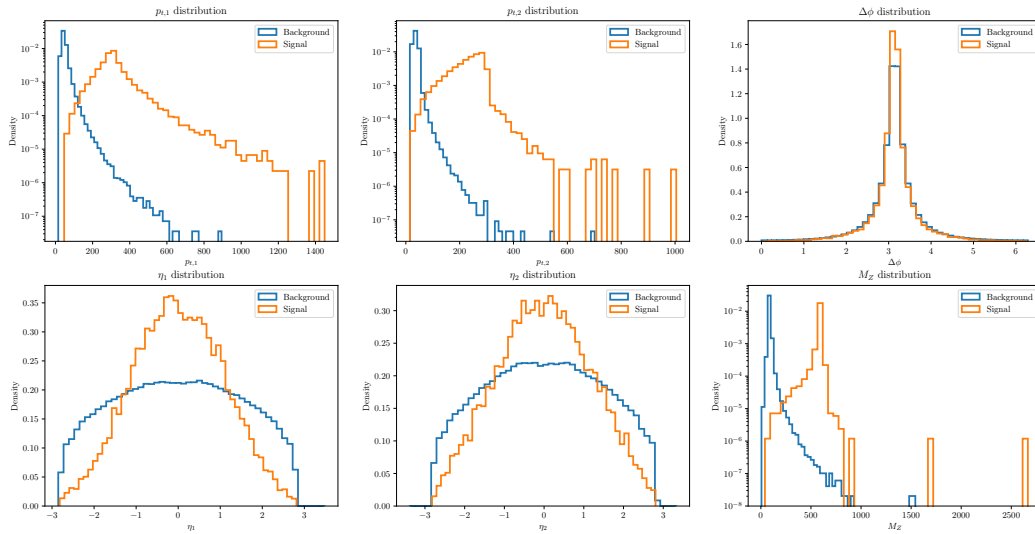 p_{t,1} distribution
Background
Signal
Density
10^{-2}
10^{-3}
10^{-4}
10^{-5}
10^{-6}
10^{-7}
0 200 400 600 800 1000 1200 1400
p_{t,1}
p_{t,2} distribution
Background
Signal
Density
10^{-2}
10^{-3}
10^{-4}
10^{-5}
10^{-6}
10^{-7}
0 200 400 600 800 1000
p_{t,2}
Δϕ distribution
Background
Signal
Density
1.6
1.4
1.2
1.0
0.8
0.6
0.4
0.2
0.0
0 1 2 3 4 5 6
Δϕ
η_1 distribution
Background
Signal
Density
0.35
0.30
0.25
0.20
0.15
0.10
0.05
0.00
−3 −2 −1 0 1 2 3
η_1
η_2 distribution
Background
Signal
Density
0.30
0.25
0.20
0.15
0.10
0.05
0.00
−3 −2 −1 0 1 2 3
η_2
M_Z distribution
Background
Signal
Density
10^{-2}
10^{-3}
10^{-4}
10^{-5}
10^{-6}
10^{-7}
10^{-8}
0 500 1000 1500 2000 2500
M_Z